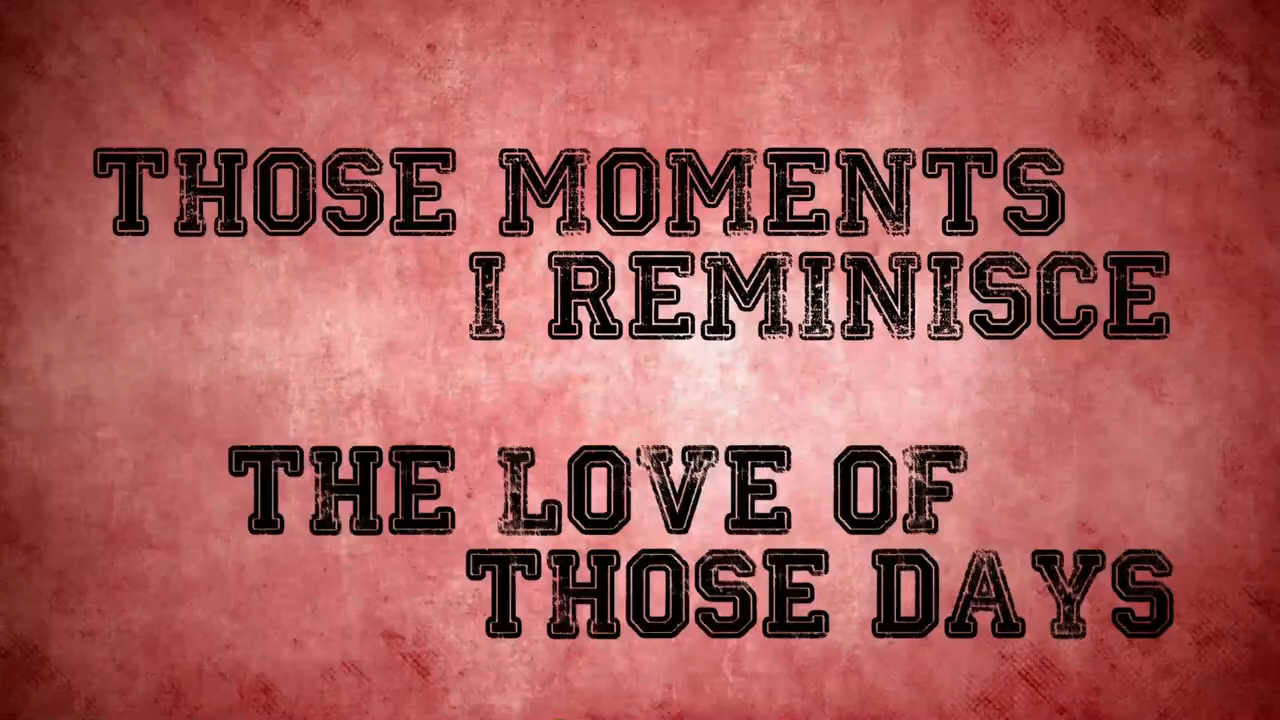 THOSE MOMENTS
I REMINISCE
THE LOVE OF
THOSE DAYS